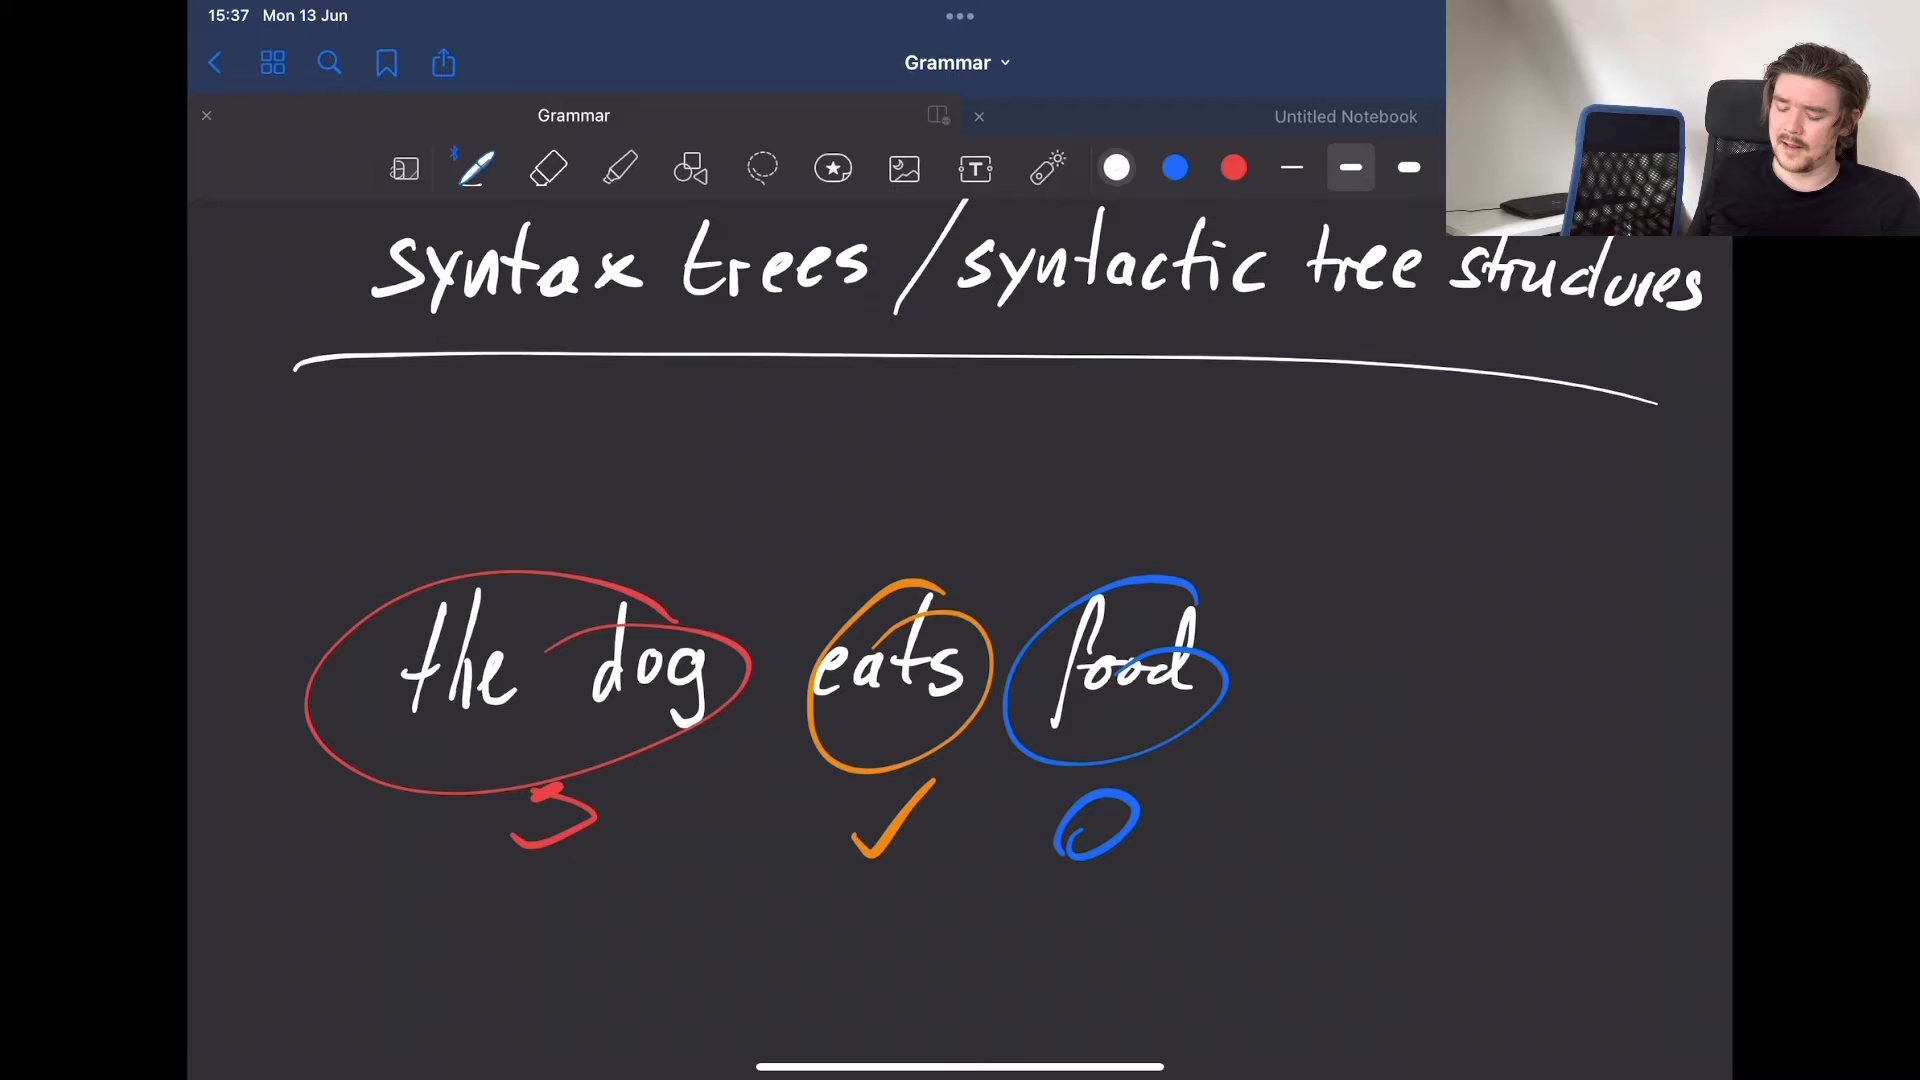 15:37 Mon 13 Jun
Grammar
Grammar
Untitled Notebook
syntax trees / syntactic tree structures
the dog eats food
S V O